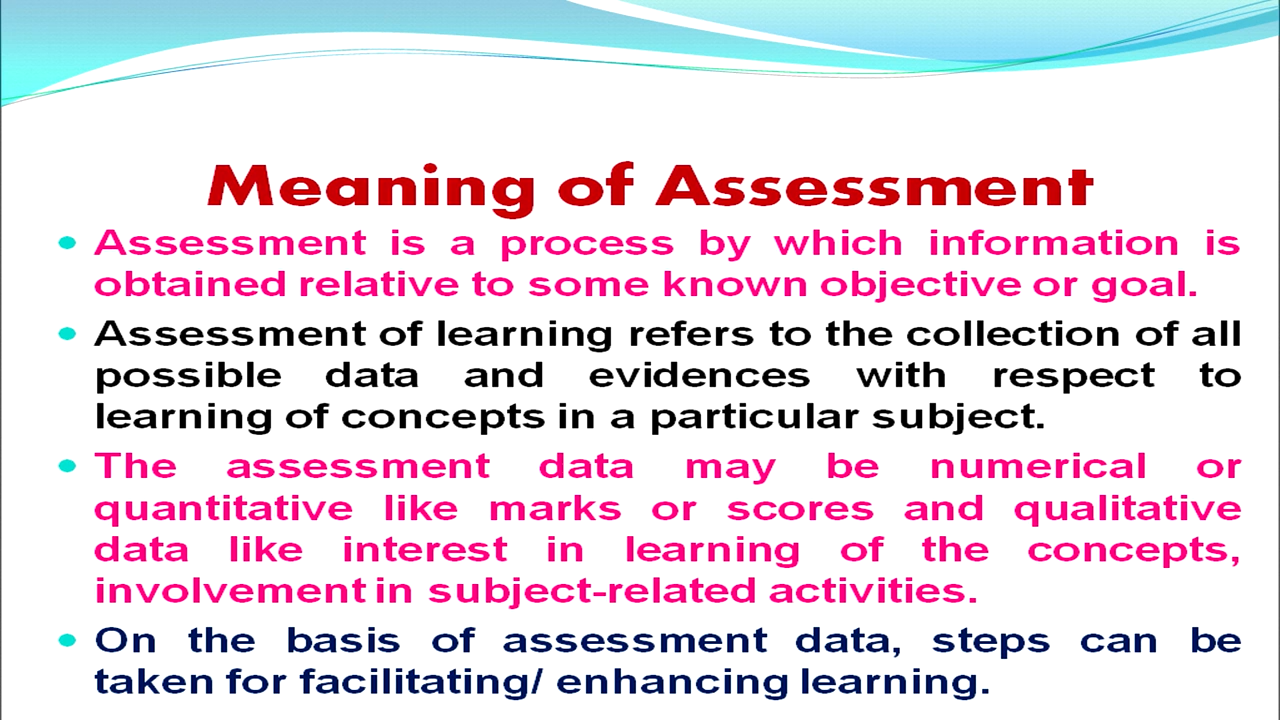 Meaning of Assessment
Assessment is a process by which information is
obtained relative to some known objective or goal.
Assessment of learning refers to the collection of all
possible data and evidences with respect to
learning of concepts in a particular subject.
The assessment data may be numerical or
quantitative like marks or scores and qualitative
data like interest in learning of the concepts,
involvement in subject-related activities.
On the basis of assessment data, steps can be
taken for facilitating/ enhancing learning.